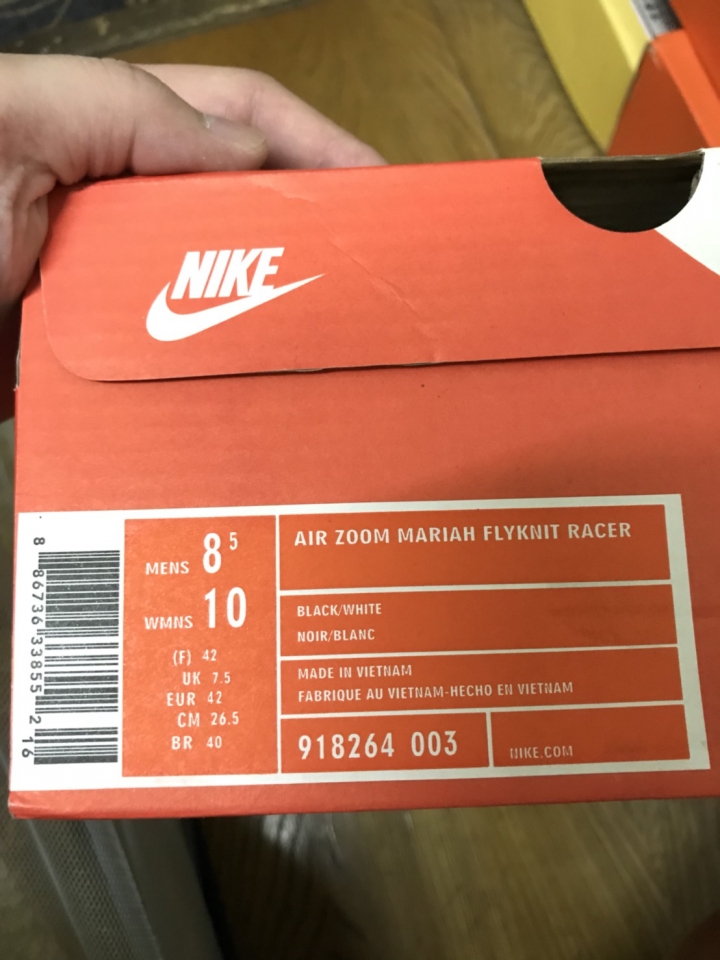 NIKE
8 86736 33855 2 16
MENS 8 5
WMNS 10
(F) 42
UK 7.5
EUR 42
CM 26.5
BR 40
AIR ZOOM MARIAH FLYKNIT RACER
BLACK/WHITE
NOIR/BLANC
MADE IN VIETNAM
FABRIQUE AU VIETNAM-HECHO EN VIETNAM
918264 003
NIKE.COM